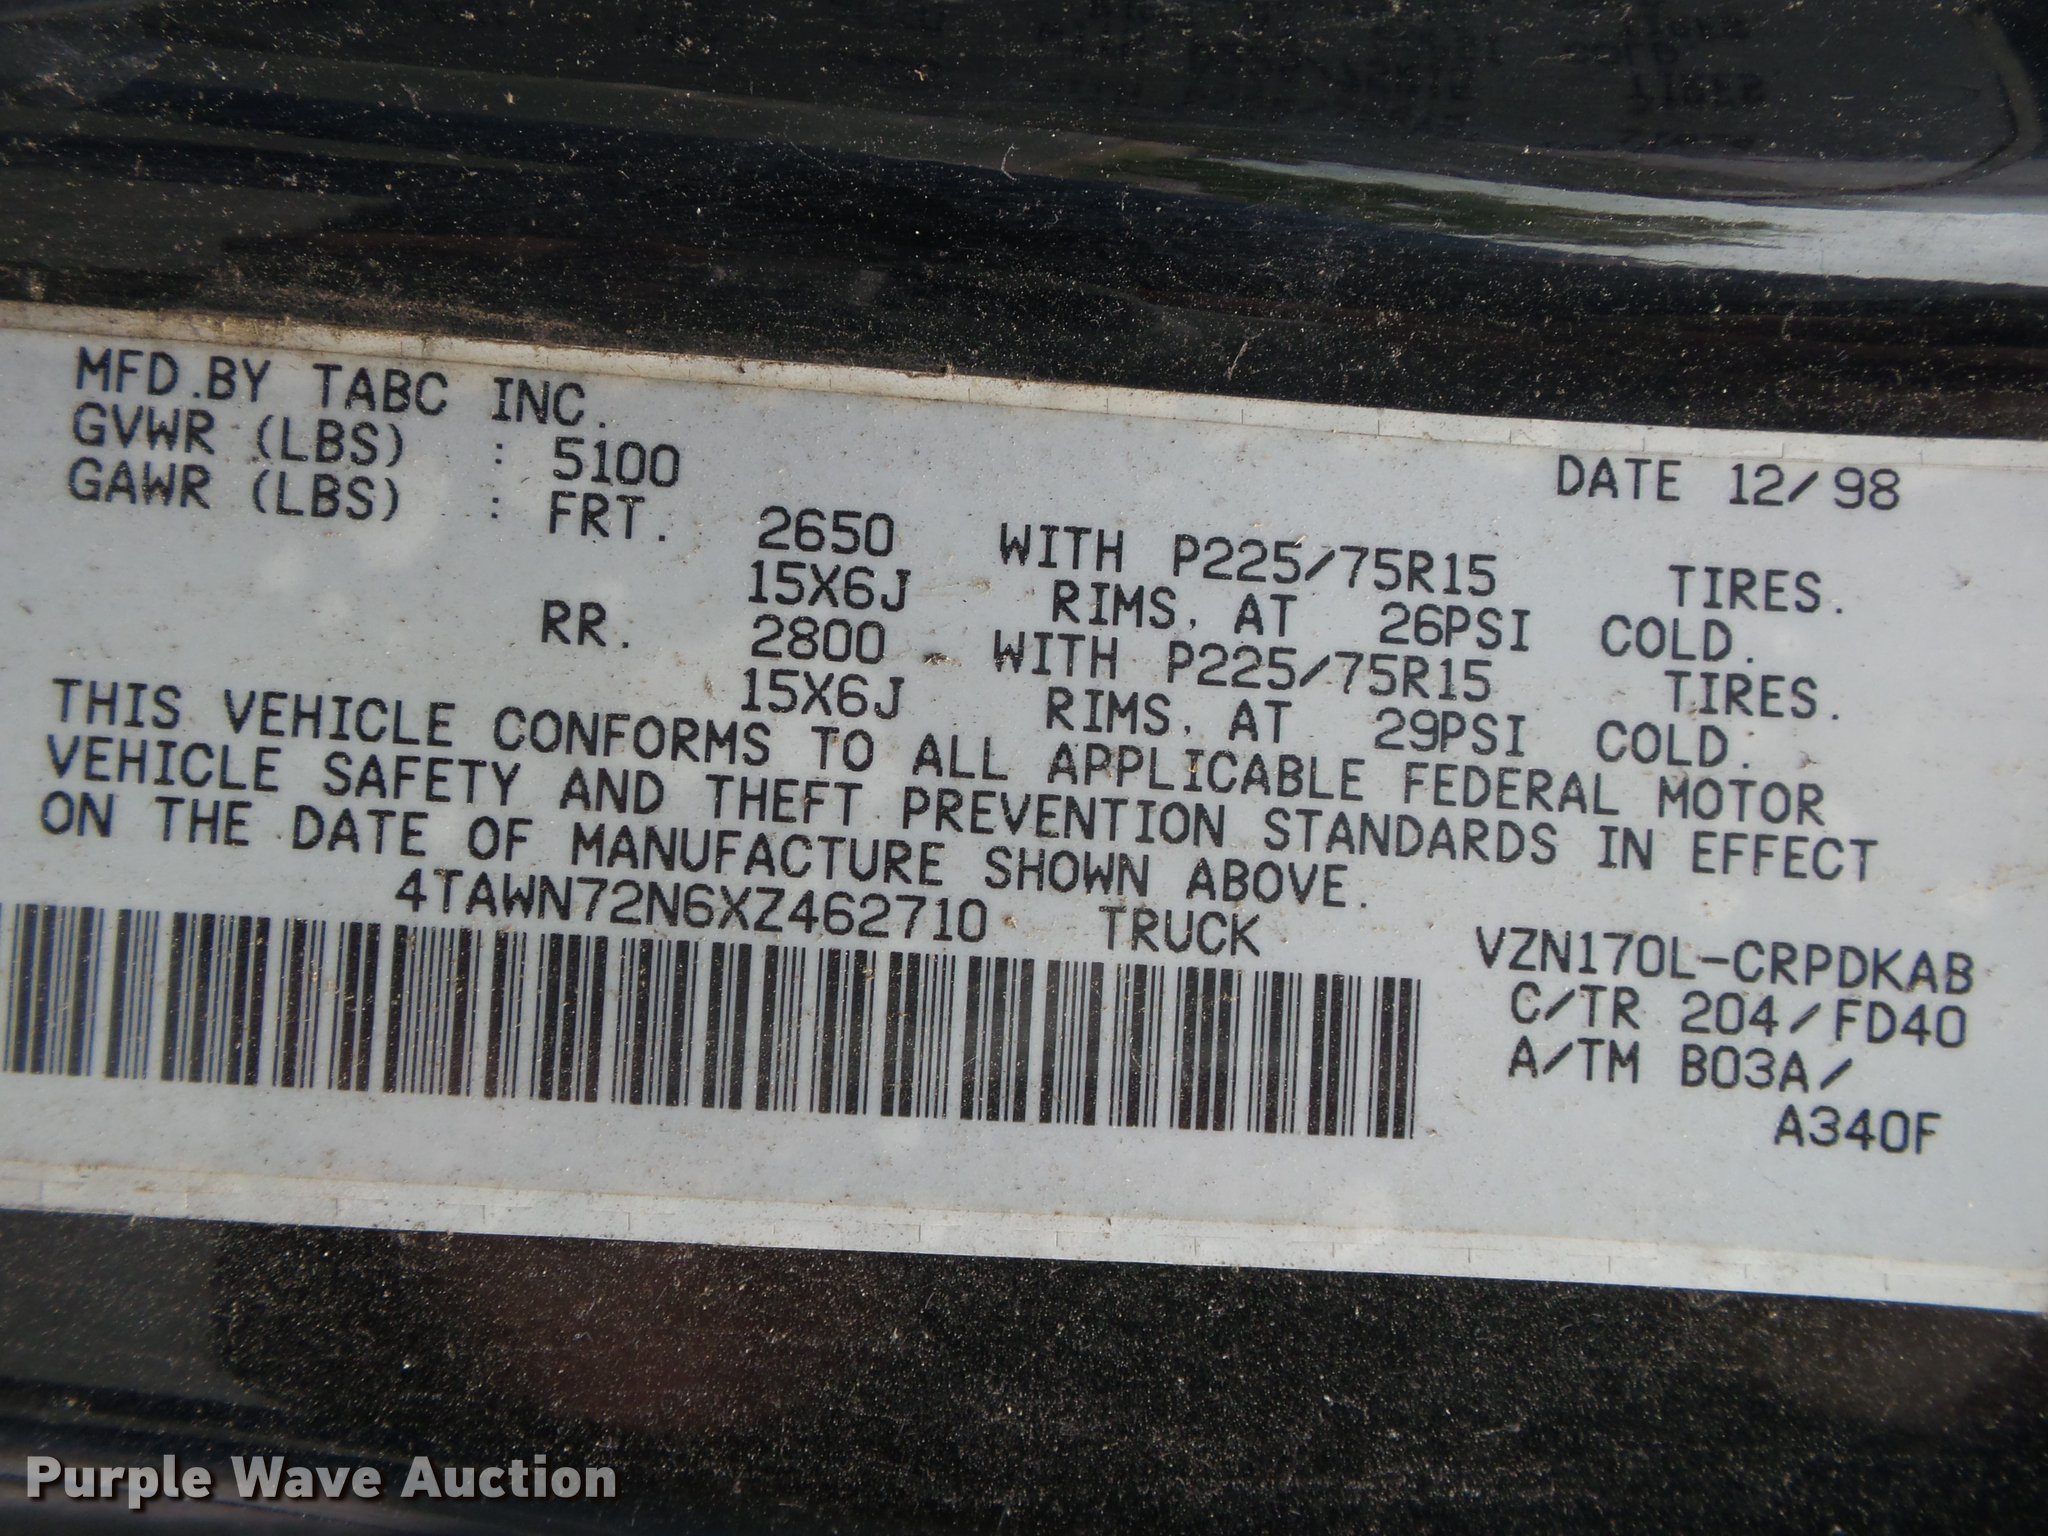 MFD.BY TABC INC.
DATE 12/98
GVWR (LBS) : 5100
GAWR (LBS) : FRT. 2650 WITH P225/75R15 TIRES.
15X6J RIMS, AT 26PSI COLD.
RR. 2800 WITH P225/75R15 TIRES.
15X6J RIMS, AT 29PSI COLD.
THIS VEHICLE CONFORMS TO ALL APPLICABLE FEDERAL MOTOR
VEHICLE SAFETY AND THEFT PREVENTION STANDARDS IN EFFECT
ON THE DATE OF MANUFACTURE SHOWN ABOVE.
4TAWN72N6XZ462710 TRUCK
VZN170L-CRPDKAB
C/TR 204/FD40
A/TM B03A/
A340F
Purple Wave Auction